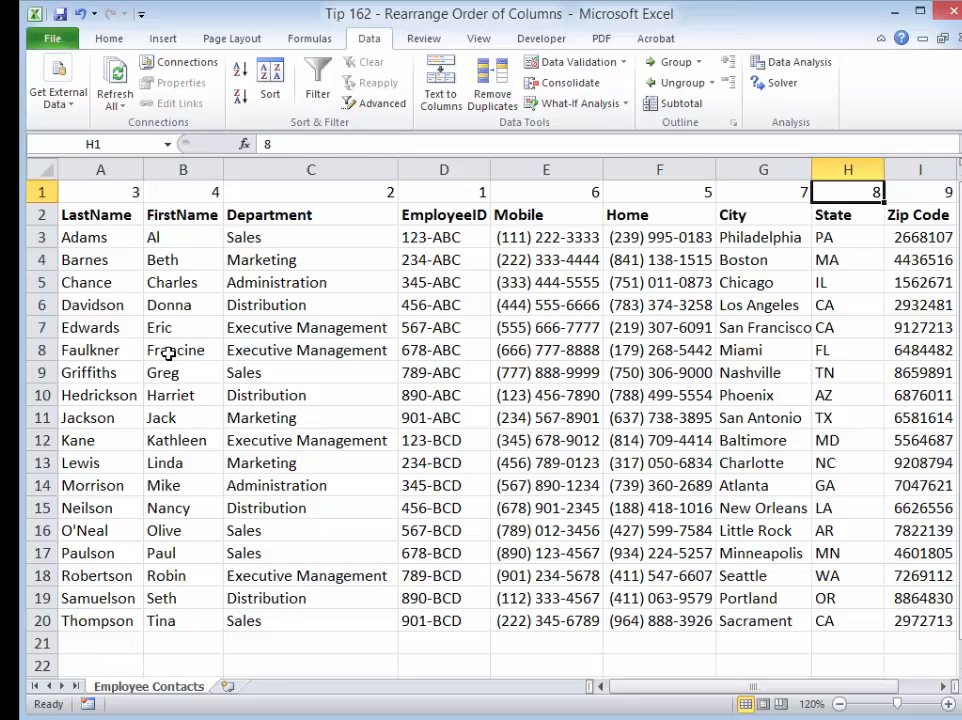 Tip 162 - Rearrange Order of Columns - Microsoft Excel
File Home Insert Page Layout Formulas Data Review View Developer PDF Acrobat
Get External Data
Refresh All
Connections
Properties
Edit Links
Connections
Sort
Filter
Clear
Reapply
Advanced
Sort & Filter
Text to Columns
Remove Duplicates
Data Validation
Consolidate
What-If Analysis
Data Tools
Group
Ungroup
Subtotal
Outline
Data Analysis
Solver
Analysis
H1 fx 8
A B C D E F G H I
1 3 4 2 1 6 5 7 8 9
2 LastName FirstName Department EmployeeID Mobile Home City State Zip Code
3 Adams Al Sales 123-ABC (111) 222-3333 (239) 995-0183 Philadelphia PA 2668107
4 Barnes Beth Marketing 234-ABC (222) 333-4444 (841) 138-1515 Boston MA 4436516
5 Chance Charles Administration 345-ABC (333) 444-5555 (751) 011-0873 Chicago IL 1562671
6 Davidson Donna Distribution 456-ABC (444) 555-6666 (783) 374-3258 Los Angeles CA 2932481
7 Edwards Eric Executive Management 567-ABC (555) 666-7777 (219) 307-6091 San Francisco CA 9127213
8 Faulkner Francine Executive Management 678-ABC (666) 777-8888 (179) 268-5442 Miami FL 6484482
9 Griffiths Greg Sales 789-ABC (777) 888-9999 (750) 306-9000 Nashville TN 8659891
10 Hedrickson Harriet Distribution 890-ABC (123) 456-7890 (788) 499-5554 Phoenix AZ 6876011
11 Jackson Jack Marketing 901-ABC (234) 567-8901 (637) 738-3895 San Antonio TX 6581614
12 Kane Kathleen Executive Management 123-BCD (345) 678-9012 (814) 709-4414 Baltimore MD 5564687
13 Lewis Linda Marketing 234-BCD (456) 789-0123 (317) 050-6834 Charlotte NC 9208794
14 Morrison Mike Administration 345-BCD (567) 890-1234 (739) 360-2689 Atlanta GA 7047621
15 Neilson Nancy Distribution 456-BCD (678) 901-2345 (188) 418-1016 New Orleans LA 6626556
16 O'Neal Olive Sales 567-BCD (789) 012-3456 (427) 599-7584 Little Rock AR 7822139
17 Paulson Paul Sales 678-BCD (890) 123-4567 (934) 224-5257 Minneapolis MN 4601805
18 Robertson Robin Executive Management 789-BCD (901) 234-5678 (411) 547-6607 Seattle WA 7269112
19 Samuelson Seth Distribution 890-BCD (112) 333-4567 (411) 063-9579 Portland OR 8864830
20 Thompson Tina Sales 901-BCD (222) 345-6789 (964) 888-3926 Sacrament CA 2972713
21
22
Employee Contacts
Ready 120%